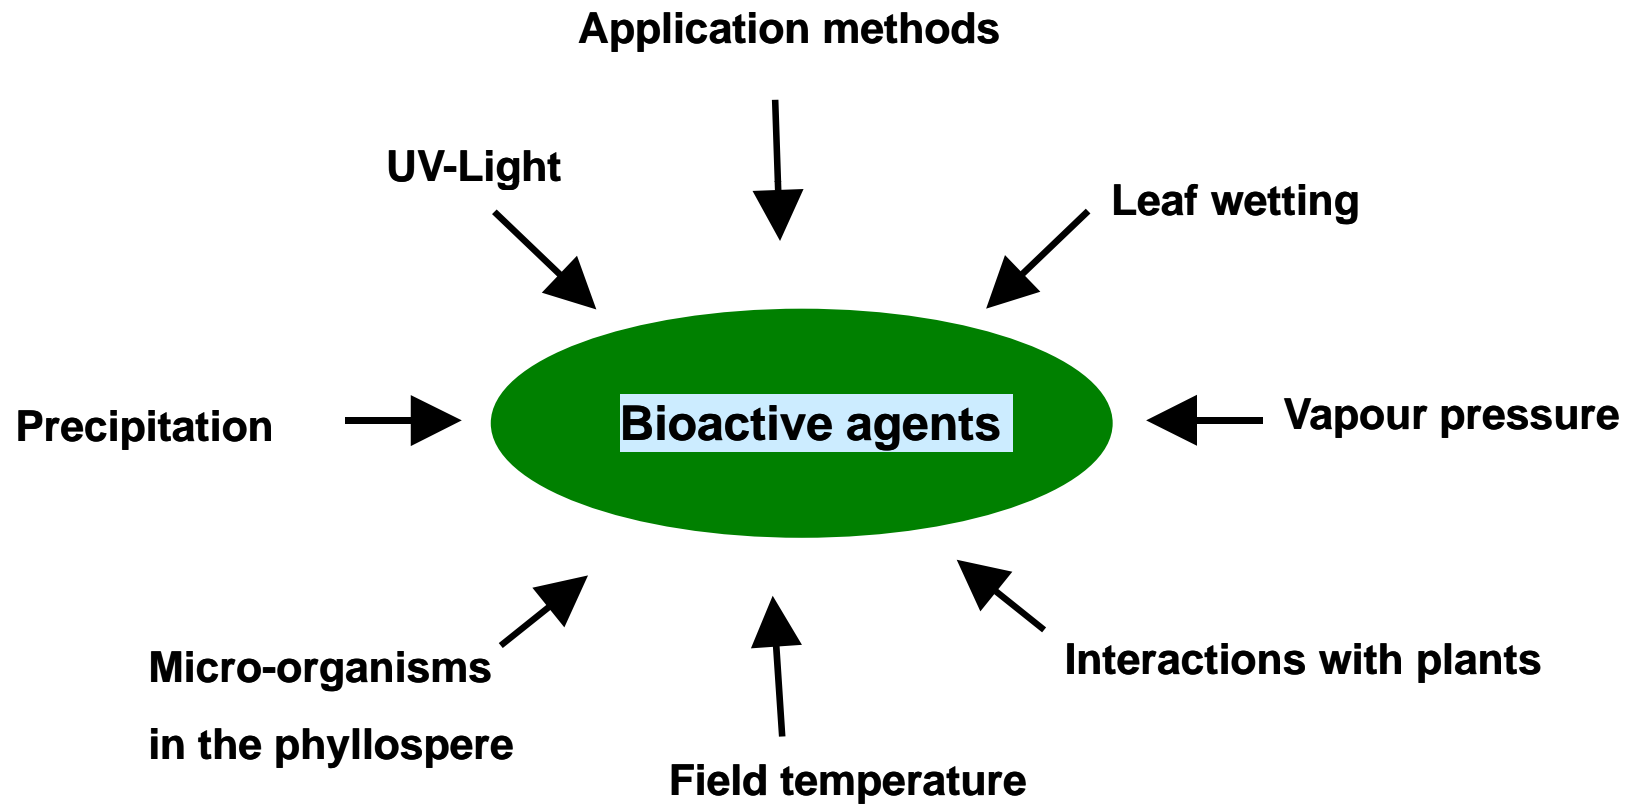 Application methods
UV-Light
Leaf wetting
Precipitation
Bioactive agents
Vapour pressure
Micro-organisms
in the phyllospere
Interactions with plants
Field temperature